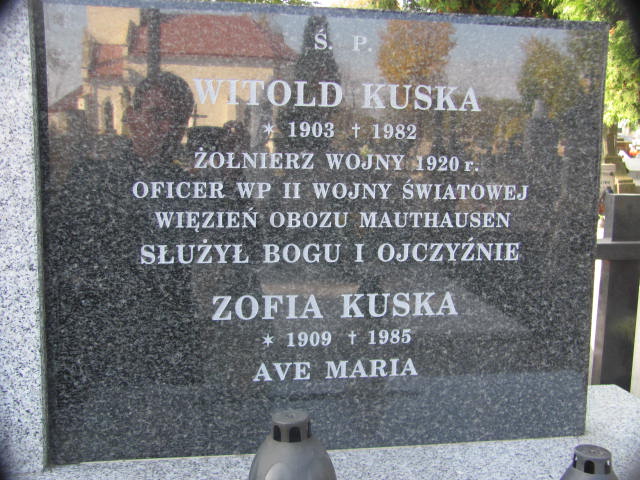 Ś. P.
WITOLD KUSKA
✶ 1903 † 1982
ŻOŁNIERZ WOJNY 1920 r.
OFICER WP II WOJNY ŚWIATOWEJ
WIĘZIEŃ OBOZU MAUTHAUSEN
SŁUŻYŁ BOGU I OJCZYŹNIE
ZOFIA KUSKA
✶ 1909 † 1985
AVE MARIA